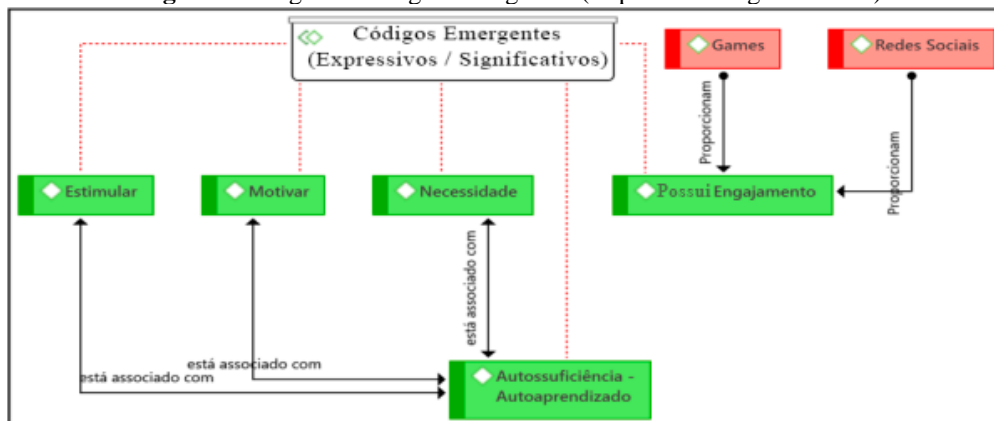 Códigos Emergentes
(Expressivos / Significativos)
Games
Redes Sociais
Proporcionam
Proporcionam
Estimular
Motivar
Necessidade
Possui Engajamento
está associado com
está associado com
está associado com
Autossuficiência -
Autoaprendizado